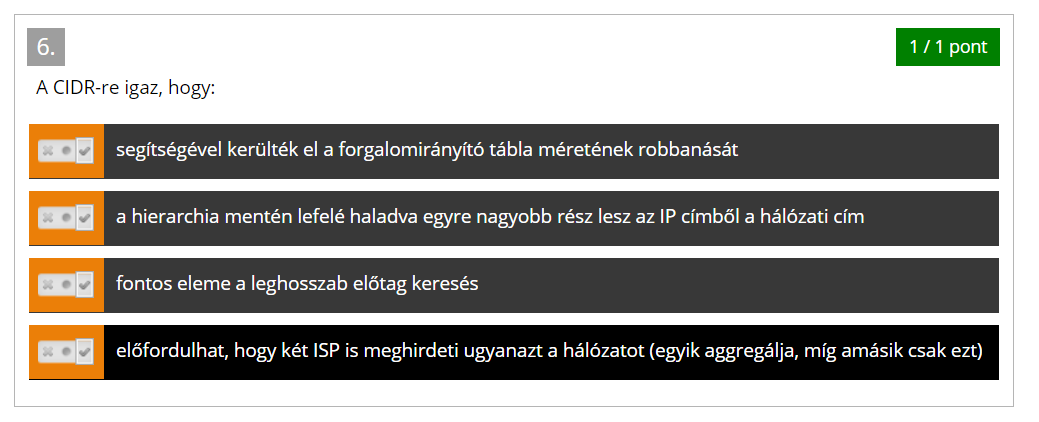 6.
1 / 1 pont
A CIDR-re igaz, hogy:
segítségével kerülték el a forgalomirányító tábla méretének robbanását
a hierarchia mentén lefelé haladva egyre nagyobb rész lesz az IP címből a hálózati cím
fontos eleme a leghosszab előtag keresés
előfordulhat, hogy két ISP is meghirdeti ugyanazt a hálózatot (egyik aggregálja, míg amásik csak ezt)